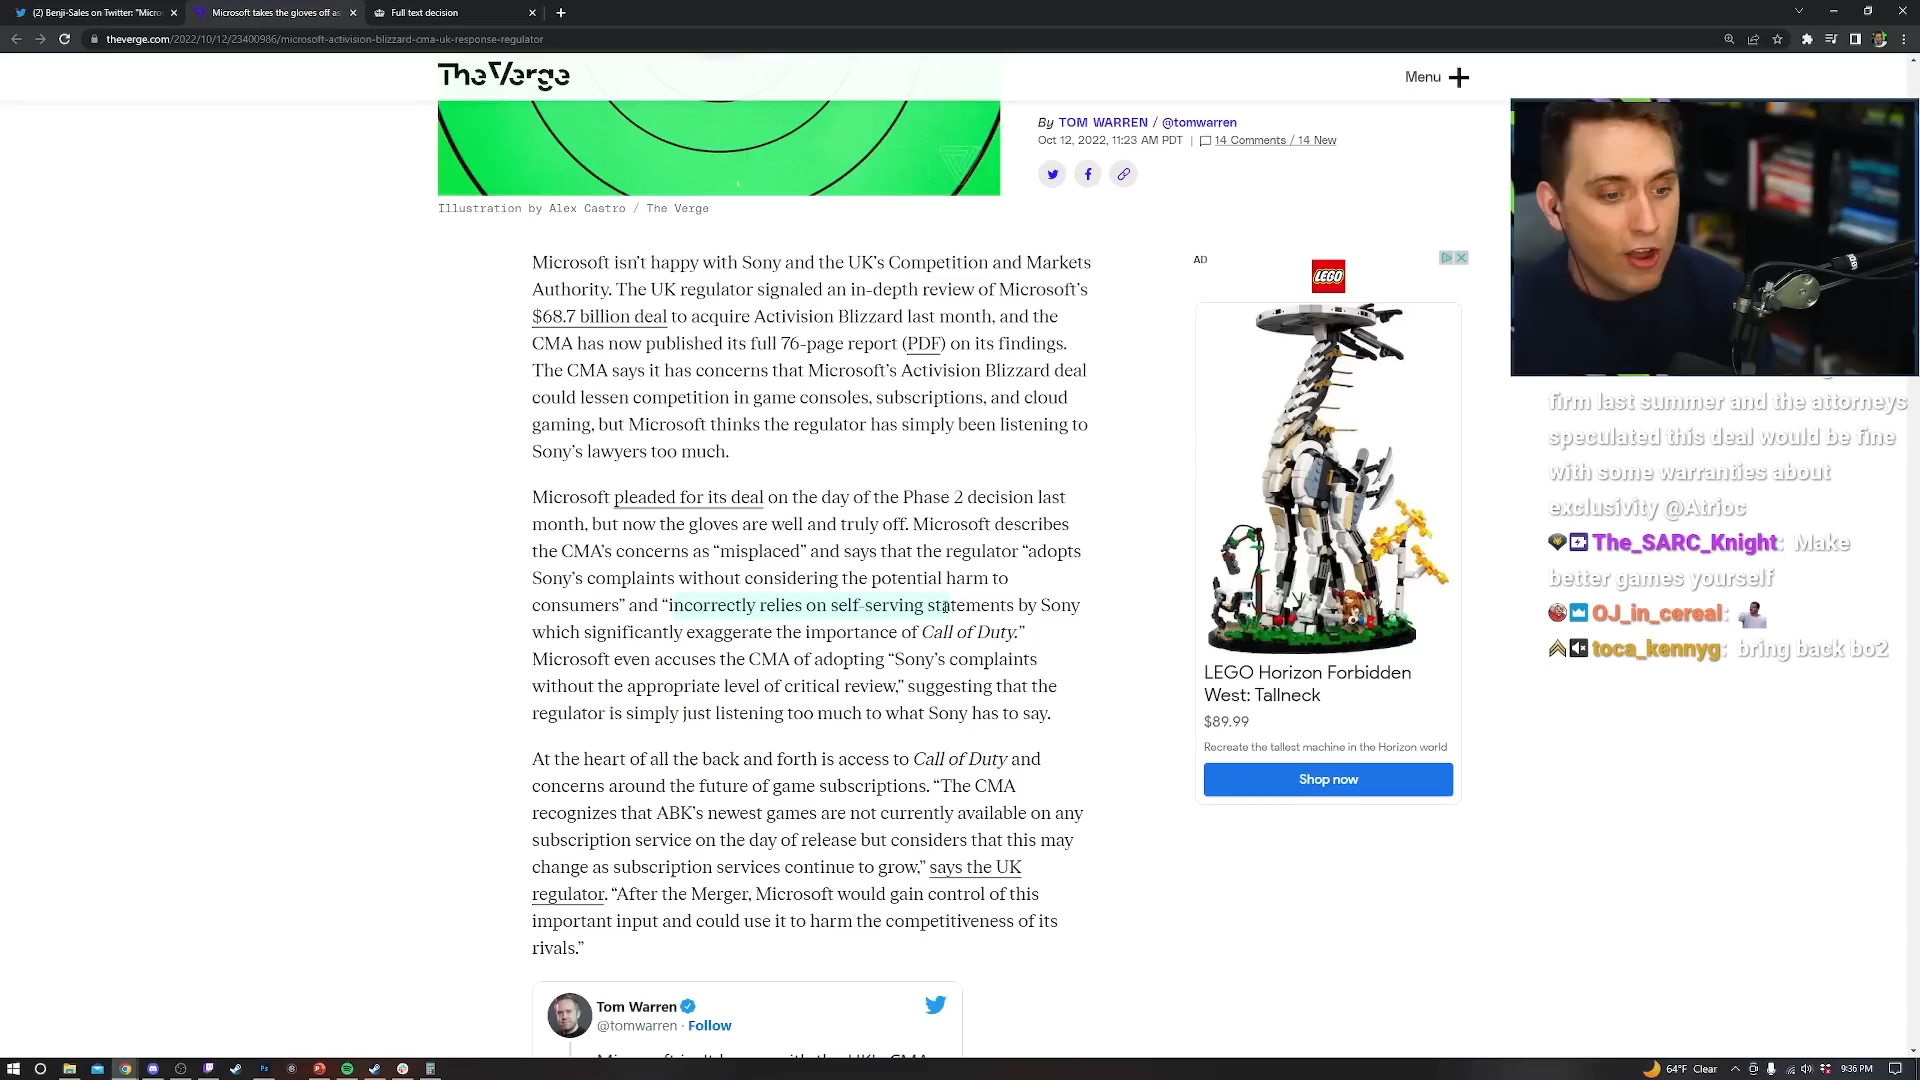 (2) Benji-Sales on Twitter: "Micros
Microsoft takes the gloves off as
Full text decision
theverge.com/2022/10/12/23400986/microsoft-activision-blizzard-cma-uk-response-regulator
The Verge
Menu
By TOM WARREN / @tomwarren
Oct 12, 2022, 11:23 AM PDT | 14 Comments / 14 New
Illustration by Alex Castro / The Verge
Microsoft isn’t happy with Sony and the UK’s Competition and Markets
Authority. The UK regulator signaled an in-depth review of Microsoft’s
$68.7 billion deal to acquire Activision Blizzard last month, and the
CMA has now published its full 76-page report (PDF) on its findings.
The CMA says it has concerns that Microsoft’s Activision Blizzard deal
could lessen competition in game consoles, subscriptions, and cloud
gaming, but Microsoft thinks the regulator has simply been listening to
Sony’s lawyers too much.
Microsoft pleaded for its deal on the day of the Phase 2 decision last
month, but now the gloves are well and truly off. Microsoft describes
the CMA’s concerns as “misplaced” and says that the regulator “adopts
Sony’s complaints without considering the potential harm to
consumers” and “incorrectly relies on self-serving statements by Sony
which significantly exaggerate the importance of Call of Duty.”
Microsoft even accuses the CMA of adopting “Sony’s complaints
without the appropriate level of critical review,” suggesting that the
regulator is simply just listening too much to what Sony has to say.
At the heart of all the back and forth is access to Call of Duty and
concerns around the future of game subscriptions. “The CMA
recognizes that ABK’s newest games are not currently available on any
subscription service on the day of release but considers that this may
change as subscription services continue to grow,” says the UK
regulator. “After the Merger, Microsoft would gain control of this
important input and could use it to harm the competitiveness of its
rivals.”
Tom Warren
@tomwarren · Follow
AD
LEGO
LEGO Horizon Forbidden
West: Tallneck
$89.99
Recreate the tallest machine in the Horizon world
Shop now
firm last summer and the attorneys
speculated this deal would be fine
with some warranties about
exclusivity @Atrioc
The_SARC_Knight: Make
better games yourself
OJ_in_cereal:
toca_kennyg: bring back bo2
64°F Clear
9:36 PM